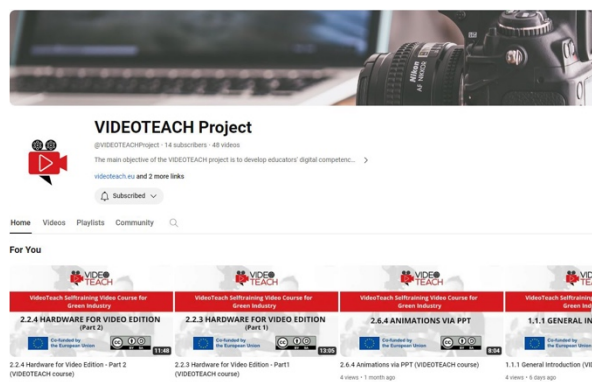 Nikon
AF NIKKOR
VIDEOTEACH Project
@VIDEOTEACHProject · 14 subscribers · 48 videos
The main objective of the VIDEOTEACH project is to develop educators' digital competenc...
videoteach.eu and 2 more links
Subscribed
Home Videos Playlists Community
For You
VIDEO TEACH
VideoTeach Selftraining Video Course for
Green Industry
2.2.4 HARDWARE FOR VIDEO EDITION
(Part 2)
Co-funded by
the European Union
11:48
2.2.4 Hardware for Video Edition - Part 2
(VIDEOTEACH course)
VIDEO TEACH
VideoTeach Selftraining Video Course for
Green Industry
2.2.3 HARDWARE FOR VIDEO EDITION
(Part 1)
Co-funded by
the European Union
13:05
2.2.3 Hardware for Video Edition - Part1
(VIDEOTEACH course)
VIDEO TEACH
VideoTeach Selftraining Video Course for
Green Industry
2.6.4 ANIMATIONS VIA PPT
Co-funded by
the European Union
8:04
2.6.4 Animations via PPT (VIDEOTEACH course)
4 views · 1 month ago
VideoTeach Selftraining
Green In
1.1.1 GENERAL IN
Co-funded by
the European Union
1.1.1 General Introduction (VI
4 views · 6 days ago